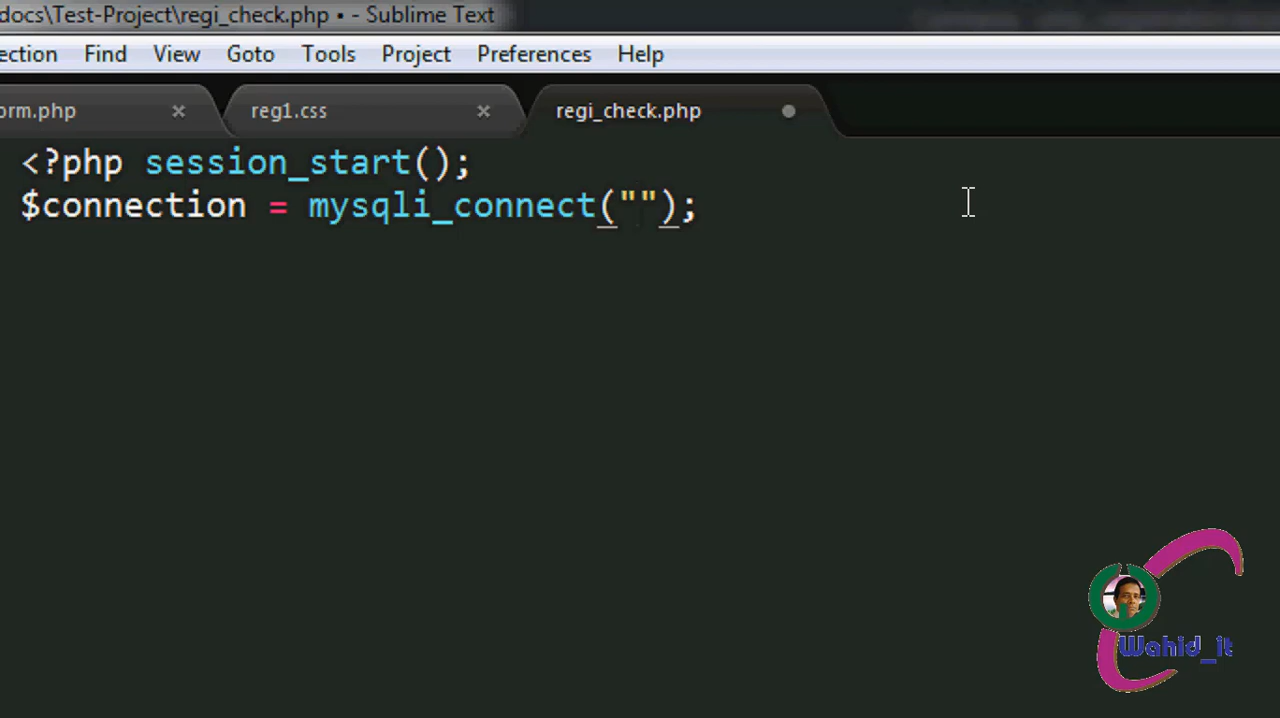 docs\Test-Project\regi_check.php • - Sublime Text
ection Find View Goto Tools Project Preferences Help
orm.php × reg1.css × regi_check.php
<?php session_start();
$connection = mysqli_connect("");
Wahid_it